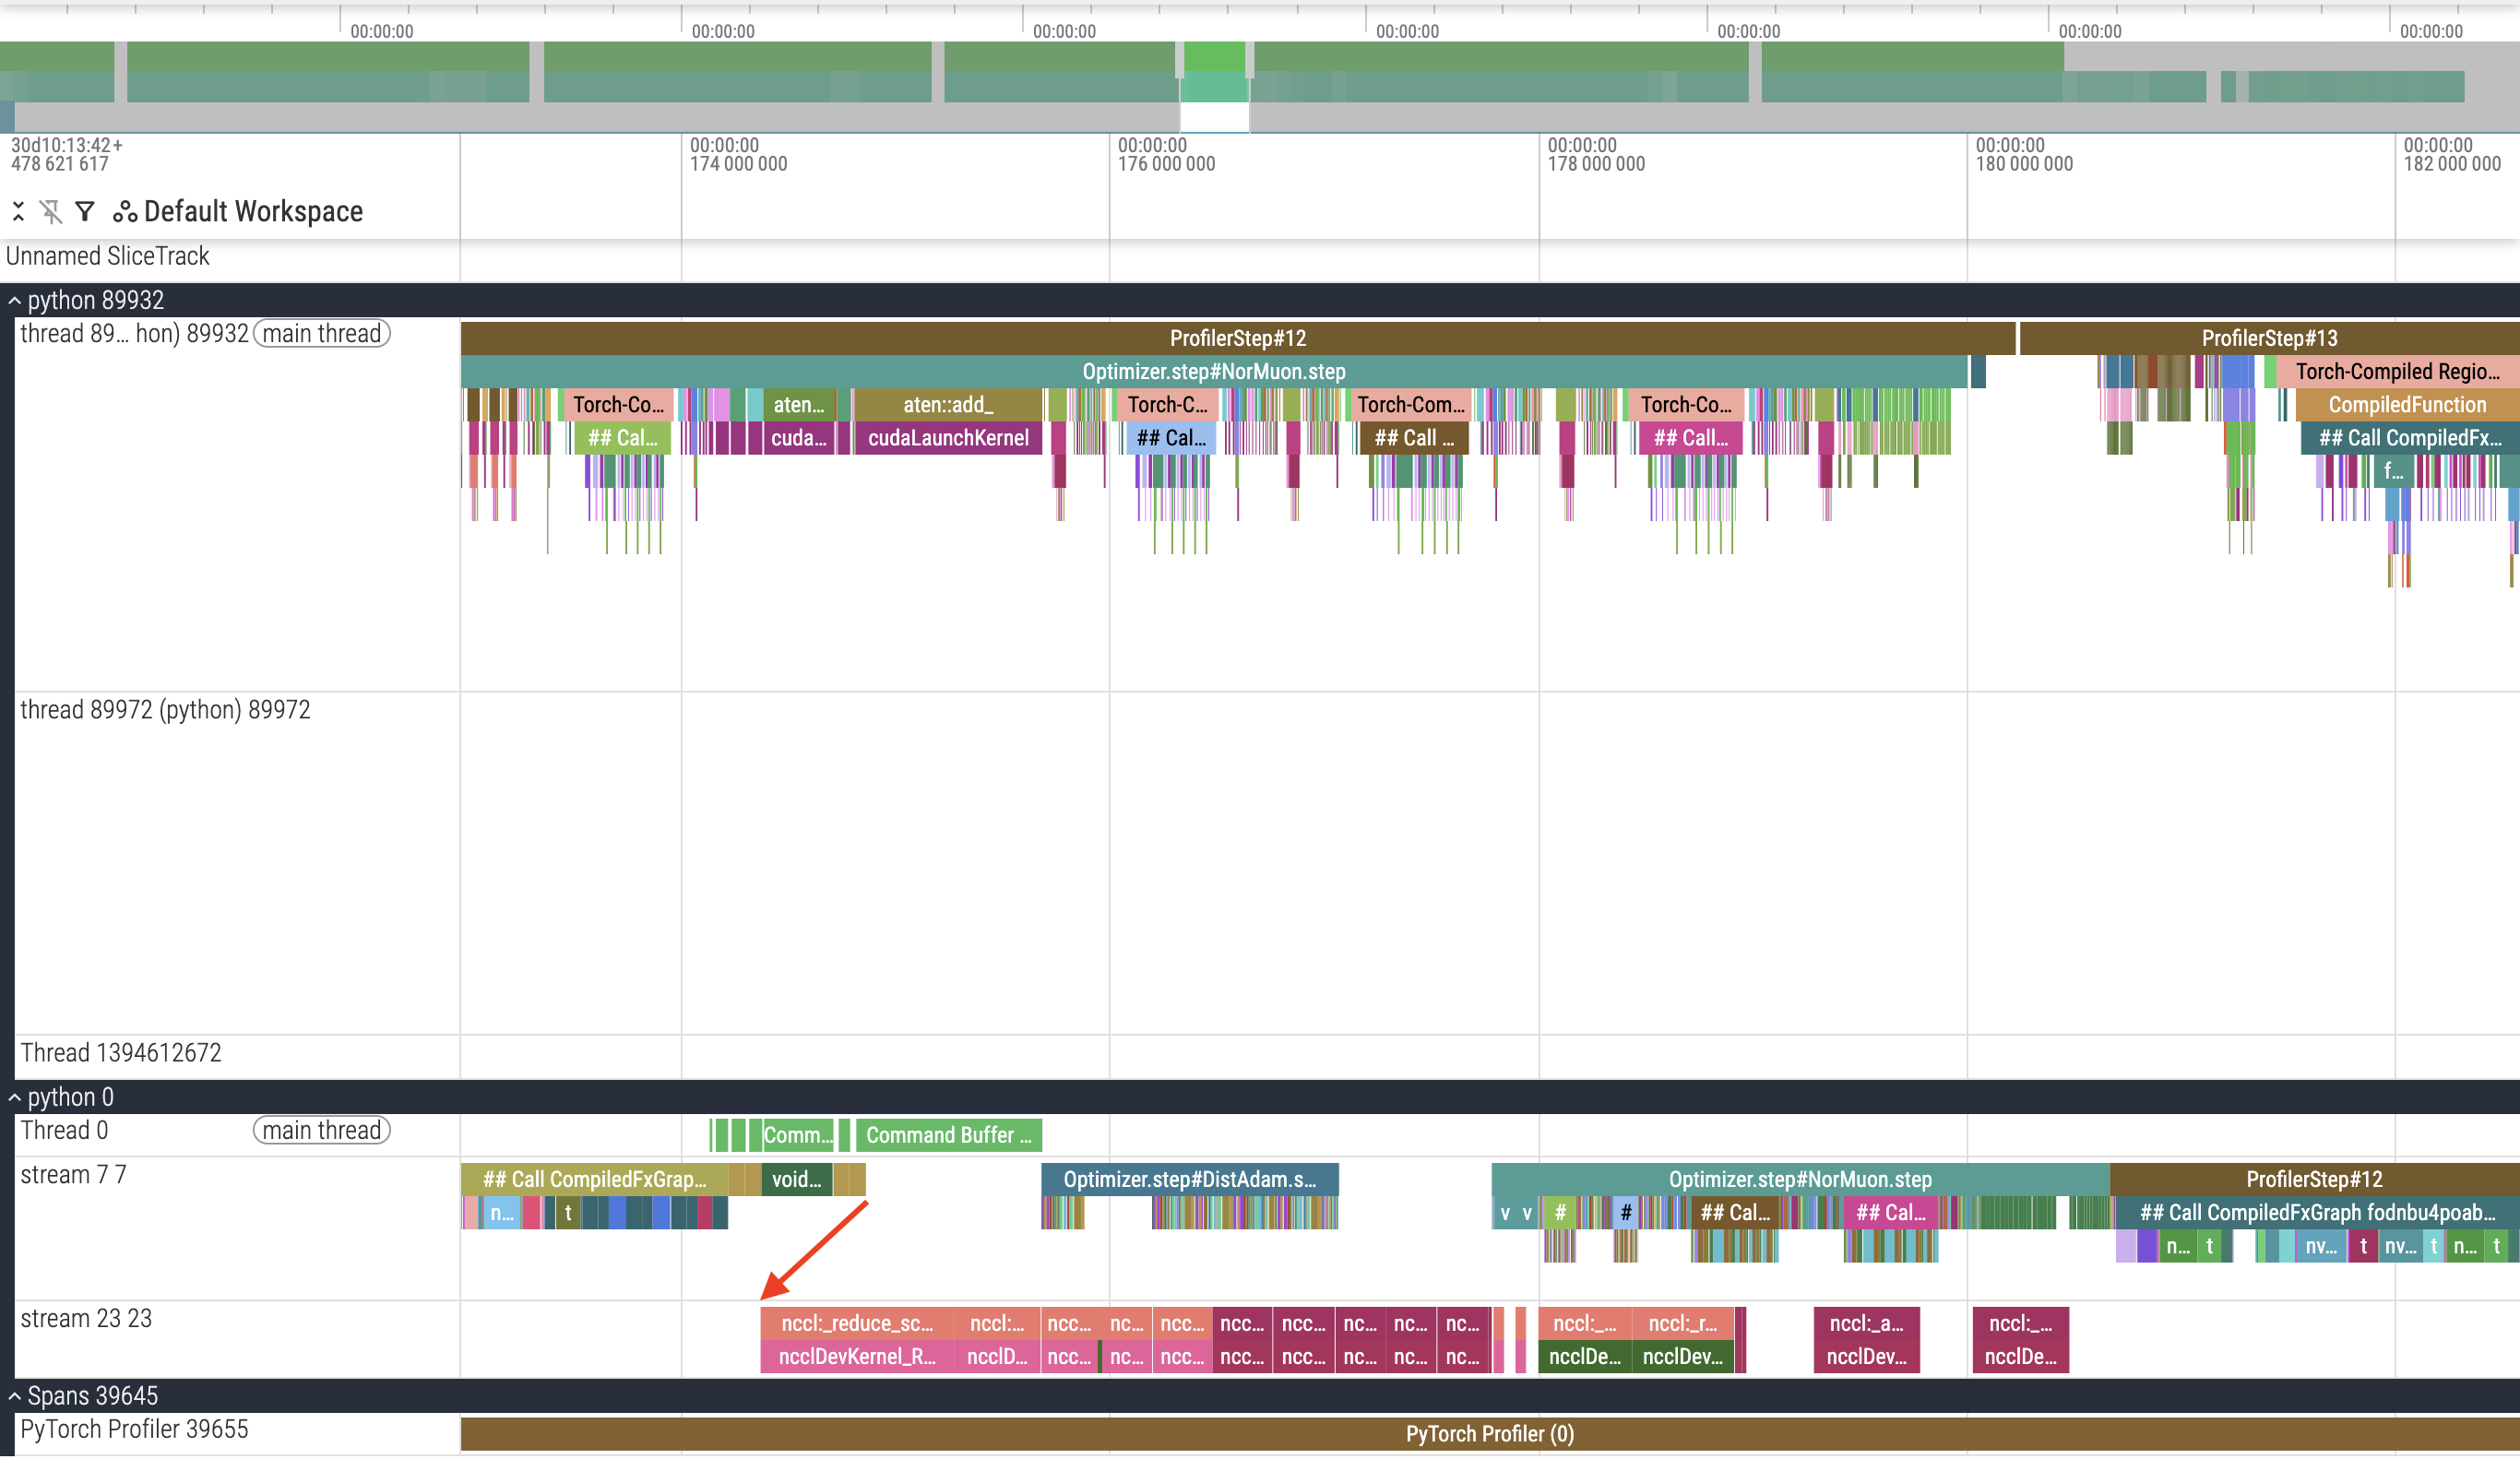 00:00:00 00:00:00 00:00:00 00:00:00 00:00:00 00:00:00 00:00:00
30d10:13:42+ 00:00:00 00:00:00 00:00:00 00:00:00 00:00:00
478 621 617 174 000 000 176 000 000 178 000 000 180 000 000 182 000 000
Default Workspace
Unnamed SliceTrack
python 89932
thread 89... hon) 89932 main thread ProfilerStep#12 ProfilerStep#13
Optimizer.step#NorMuon.step Torch-Compiled Regio...
Torch-Co... aten... aten::add_ Torch-C... Torch-Com... Torch-Co... CompiledFunction
## Cal... cuda... cudaLaunchKernel ## Cal... ## Call ... ## Call... ## Call CompiledFx...
f...
thread 89972 (python) 89972
Thread 1394612672
python 0
Thread 0 main thread Comm... Command Buffer ...
stream 7 7 ## Call CompiledFxGrap... void... Optimizer.step#DistAdam.s... Optimizer.step#NorMuon.step ProfilerStep#12
n... t v v # # ## Cal... ## Cal... ## Call CompiledFxGraph fodnbu4poab...
n... t nv... t nv... t n... t
stream 23 23 nccl:_reduce_sc... nccl:... ncc... nc... ncc... ncc... ncc... nc... nc... nc... nccl:_... nccl:_r... nccl:_a... nccl:_...
ncclDevKernel_R... ncclD... ncc... nc... ncc... ncc... ncc... nc... nc... nc... ncclDe... ncclDev... ncclDev... ncclDe...
Spans 39645
PyTorch Profiler 39655 PyTorch Profiler (0)